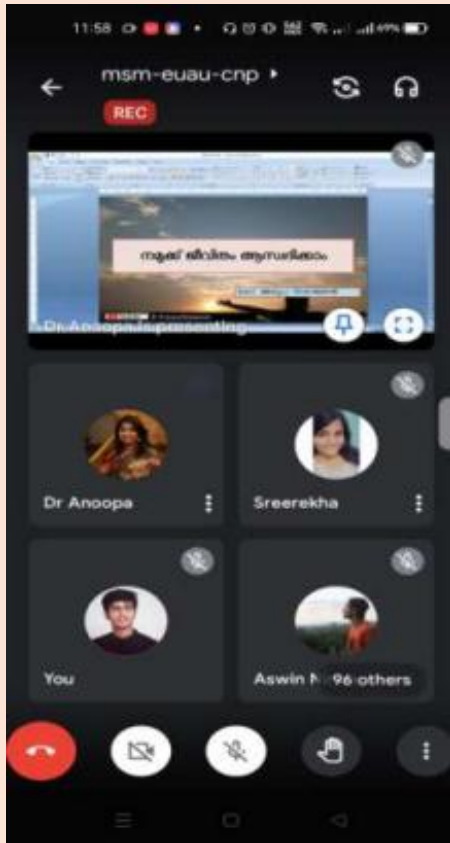 11:58
49%
msm-euau-cnp
REC
നമുക്ക് ജീവിതം ആസ്വദിക്കാം
Dr Anoopa is presenting
Dr Anoopa
Sreerekha
You
Aswin N
96 others